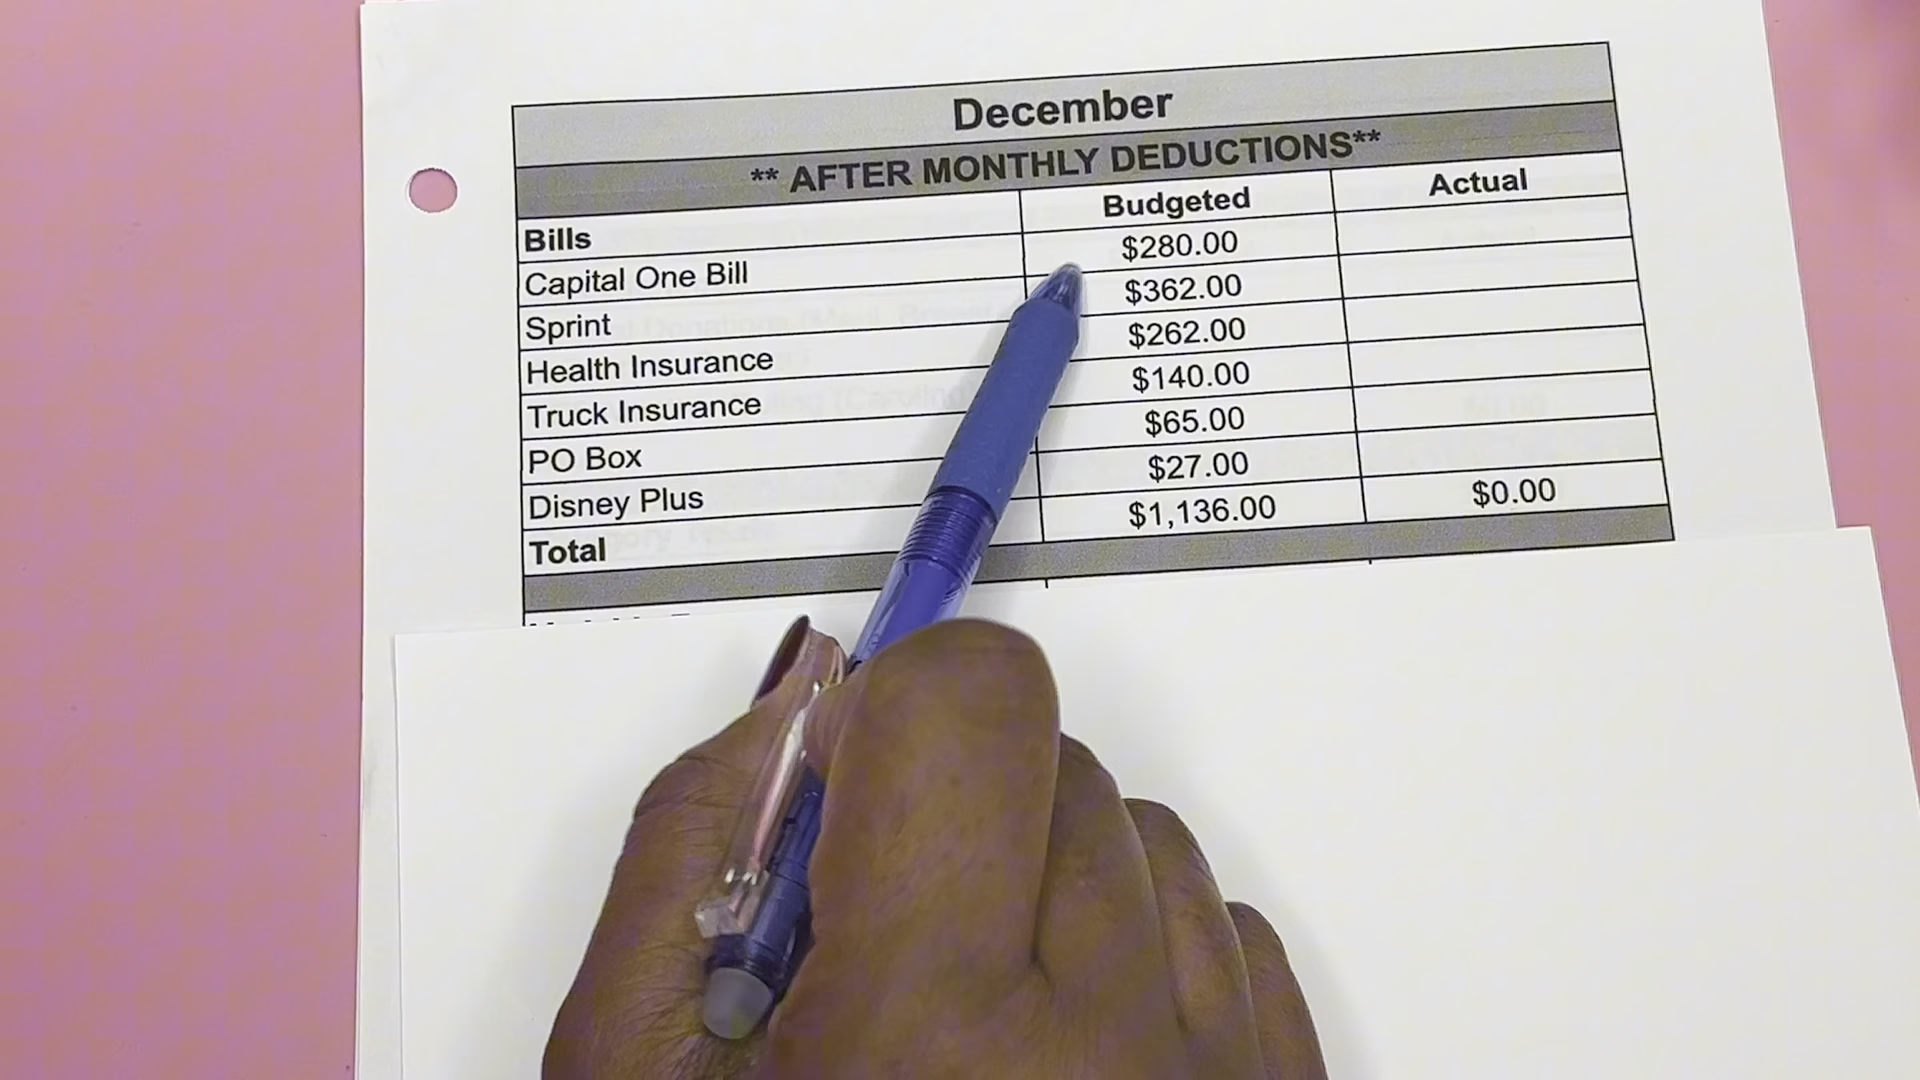 December
** AFTER MONTHLY DEDUCTIONS**
Bills Budgeted Actual
Capital One Bill $280.00
Sprint $362.00
Health Insurance $262.00
Truck Insurance $140.00
PO Box $65.00
Disney Plus $27.00
Total $1,136.00 $0.00